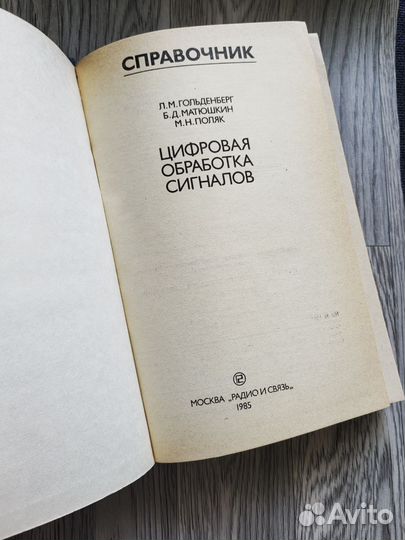 СПРАВОЧНИК
Л.М.ГОЛЬДЕНБЕРГ
Б.Д.МАТЮШКИН
М.Н.ПОЛЯК
ЦИФРОВАЯ
ОБРАБОТКА
СИГНАЛОВ
МОСКВА „РАДИО И СВЯЗЬ"
1985
Avito